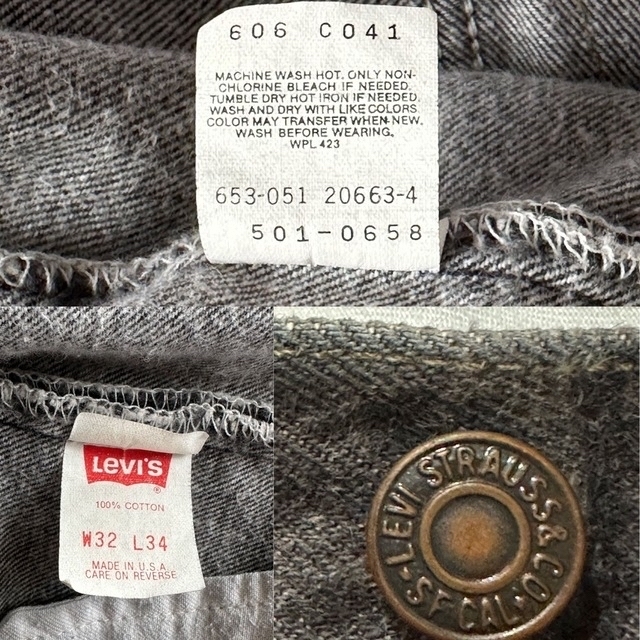 606 C041
MACHINE WASH HOT. ONLY NON-
CHLORINE BLEACH IF NEEDED.
TUMBLE DRY HOT IRON IF NEEDED.
WASH AND DRY WITH LIKE COLORS.
COLOR MAY TRANSFER WHEN NEW.
WASH BEFORE WEARING.
WPL 423
653-051 20663-4
501-0658
LEVI'S
®
100% COTTON
W32 L34
MADE IN U.S.A.
CARE ON REVERSE
LEVI STRAUSS & CO
S-F CAL